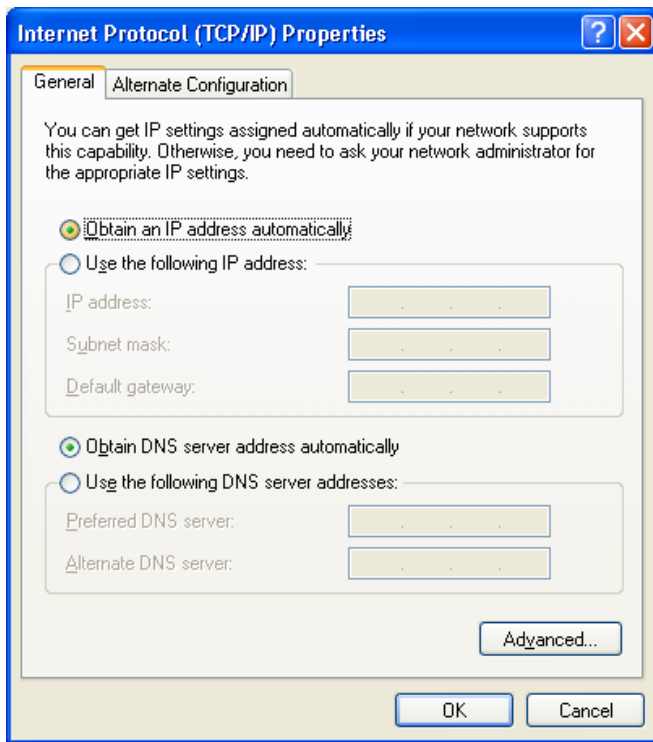 Internet Protocol (TCP/IP) Properties
General Alternate Configuration
You can get IP settings assigned automatically if your network supports
this capability. Otherwise, you need to ask your network administrator for
the appropriate IP settings.
Obtain an IP address automatically
Use the following IP address:
IP address:
Subnet mask:
Default gateway:
Obtain DNS server address automatically
Use the following DNS server addresses:
Preferred DNS server:
Alternate DNS server:
Advanced...
OK Cancel